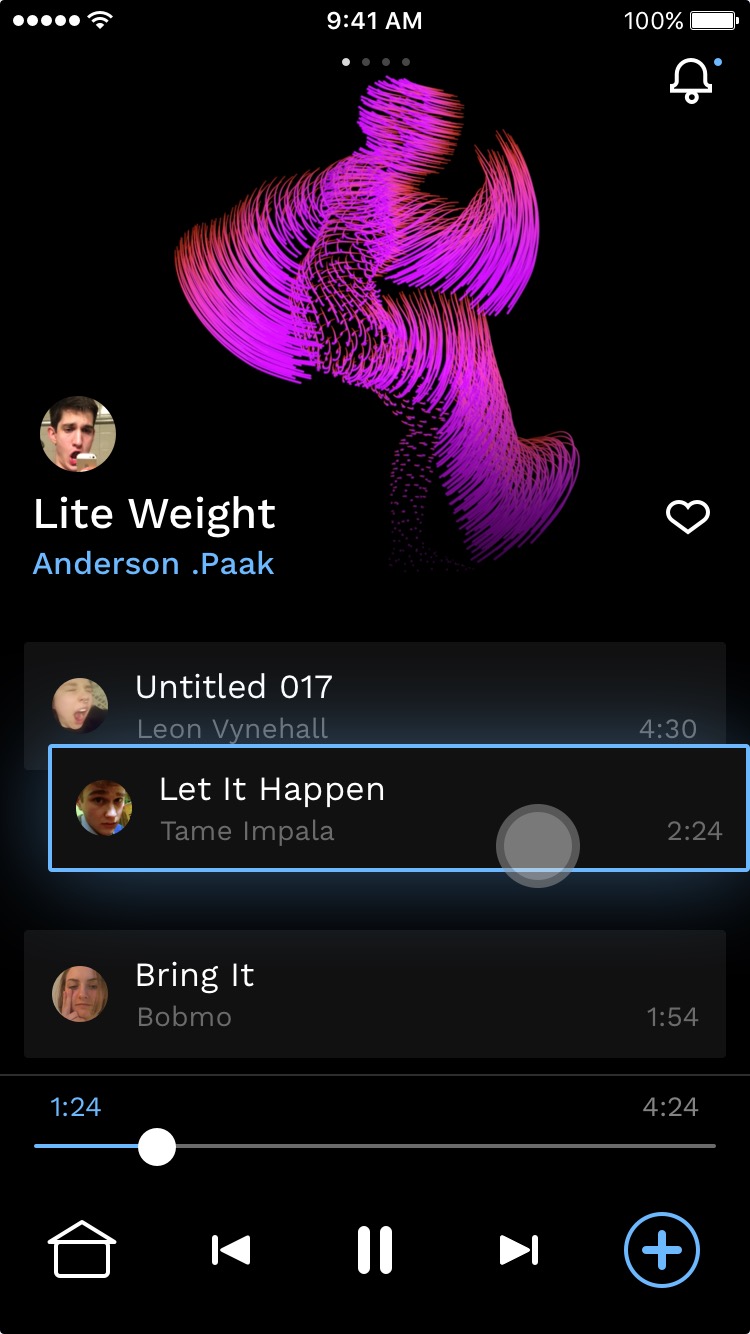 9:41 AM
100%
Lite Weight
Anderson .Paak
Untitled 017
Leon Vynehall
4:30
Let It Happen
Tame Impala
2:24
Bring It
Bobmo
1:54
1:24
4:24